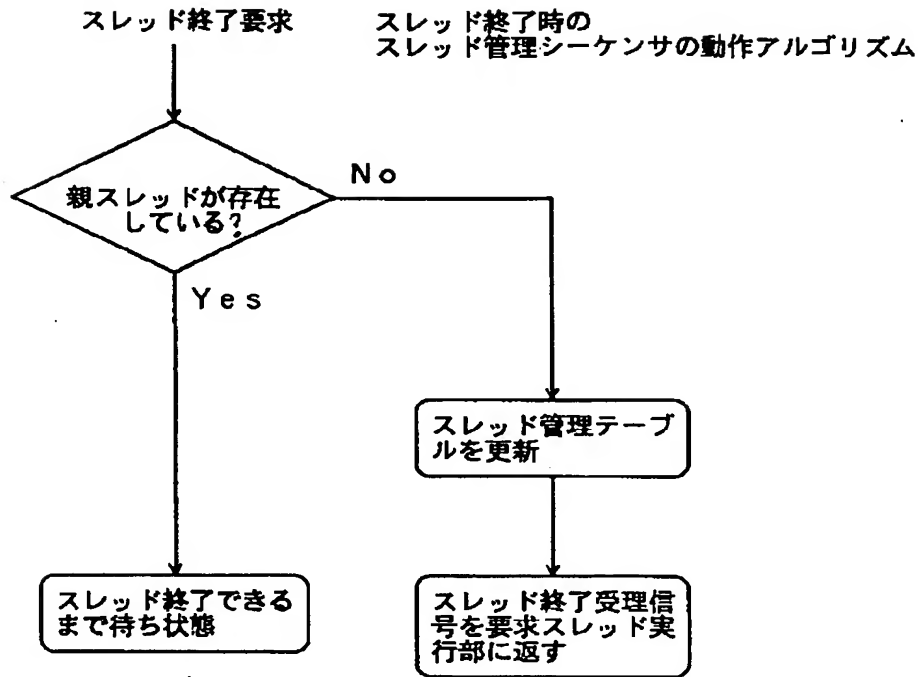 スレッド終了要求
スレッド終了時の
スレッド管理シーケンサの動作アルゴリズム
親スレッドが存在
している?
No
Yes
スレッド管理テーブ
ルを更新
スレッド終了できる
まで待ち状態
スレッド終了受理信
号を要求スレッド実
行部に返す